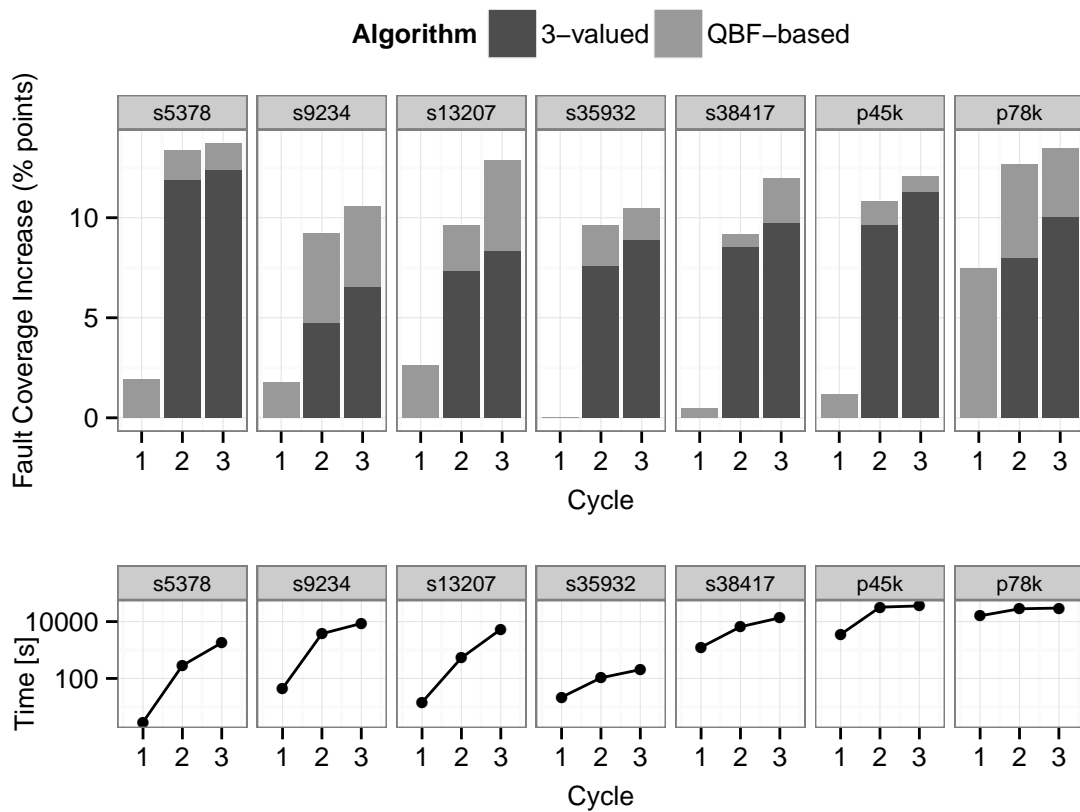 Algorithm 3−valued QBF−based
Fault Coverage Increase (% points)
s5378 s9234 s13207 s35932 s38417 p45k p78k
10
5
0
1 2 3 1 2 3 1 2 3 1 2 3 1 2 3 1 2 3 1 2 3
Cycle
Time [s]
s5378 s9234 s13207 s35932 s38417 p45k p78k
10000
100
1 2 3 1 2 3 1 2 3 1 2 3 1 2 3 1 2 3 1 2 3
Cycle